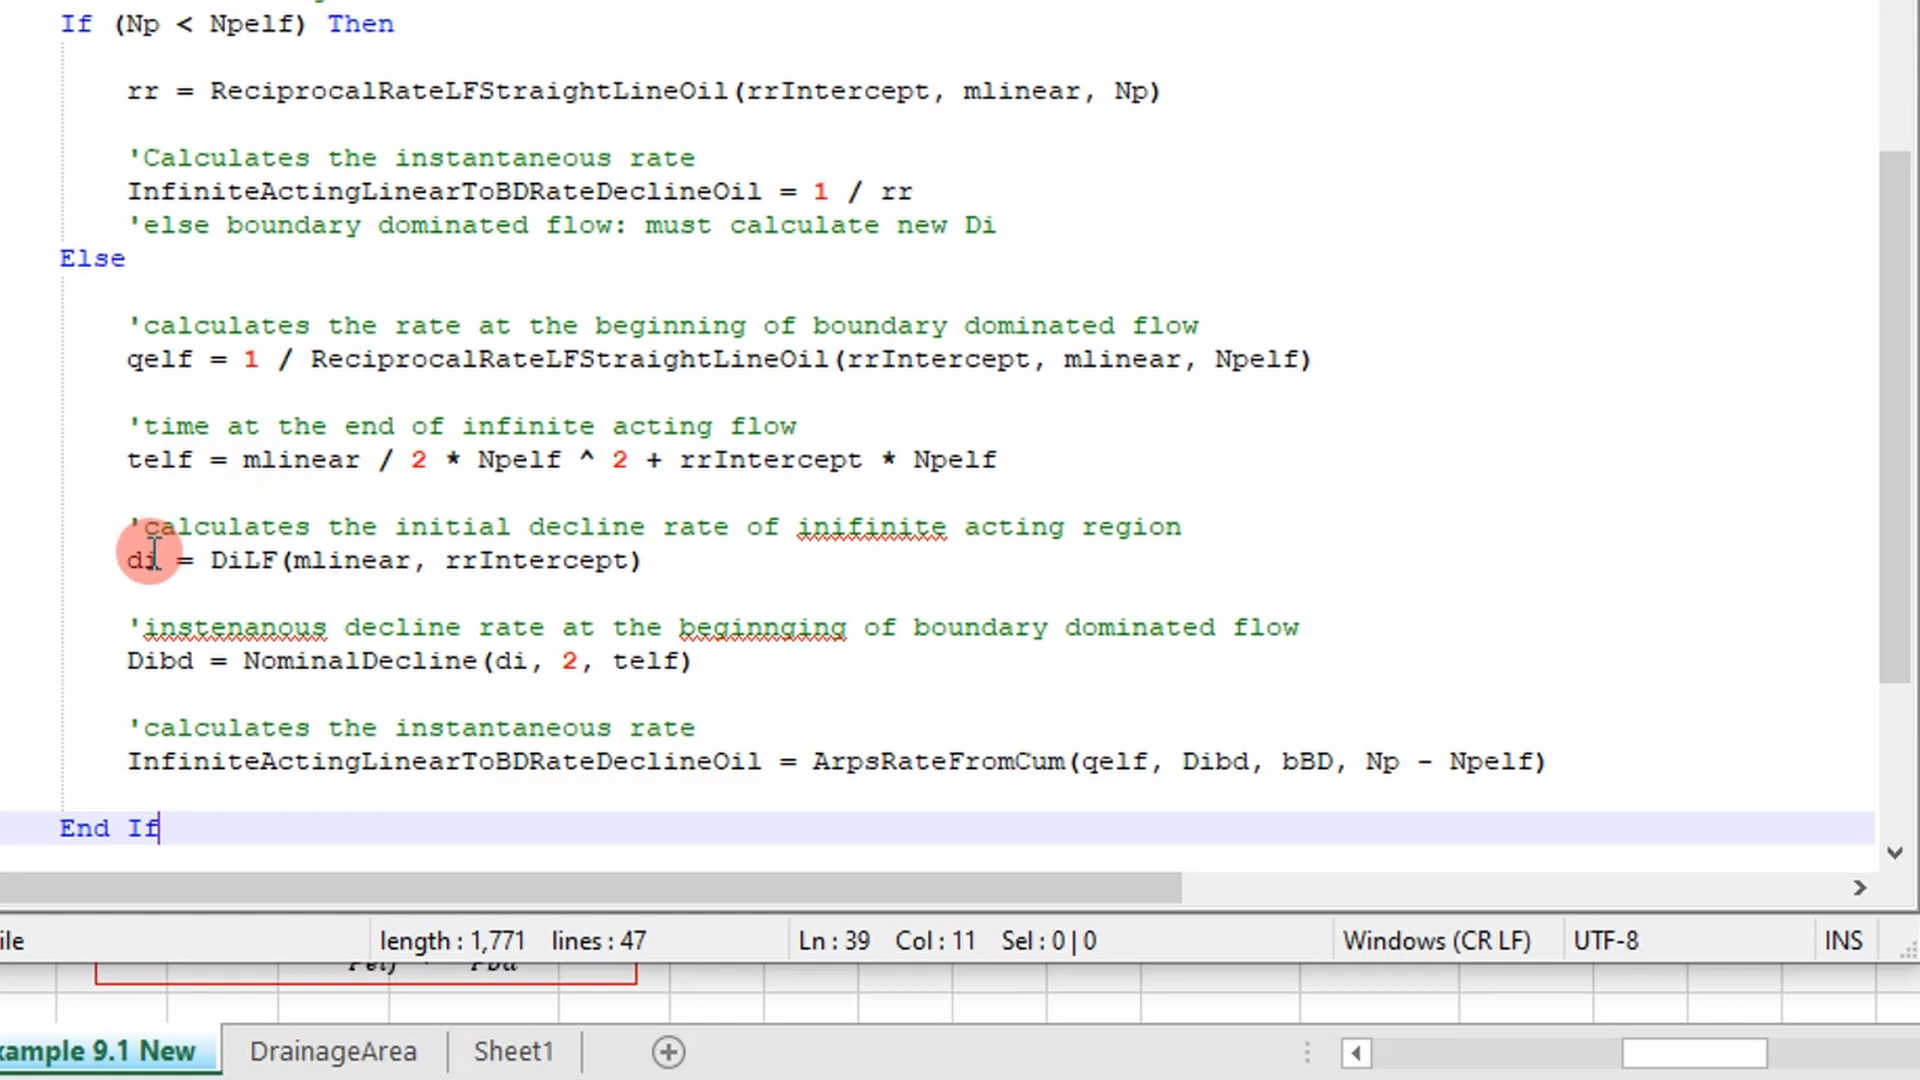 If (Np < Npelf) Then
rr = ReciprocalRateLFStraightLineOil(rrIntercept, mlinear, Np)
'Calculates the instantaneous rate
InfiniteActingLinearToBDRateDeclineOil = 1 / rr
'else boundary dominated flow: must calculate new Di
Else
'calculates the rate at the beginning of boundary dominated flow
qelf = 1 / ReciprocalRateLFStraightLineOil(rrIntercept, mlinear, Npelf)
'time at the end of infinite acting flow
telf = mlinear / 2 * Npelf ^ 2 + rrIntercept * Npelf
'calculates the initial decline rate of inifinite acting region
di = DiLF(mlinear, rrIntercept)
'instenanous decline rate at the beginnging of boundary dominated flow
Dibd = NominalDecline(di, 2, telf)
'calculates the instantaneous rate
InfiniteActingLinearToBDRateDeclineOil = ArpsRateFromCum(qelf, Dibd, bBD, Np - Npelf)
End If
ile length : 1,771 lines : 47 Ln : 39 Col : 11 Sel : 0 | 0 Windows (CR LF) UTF-8 INS
xample 9.1 New DrainageArea Sheet1